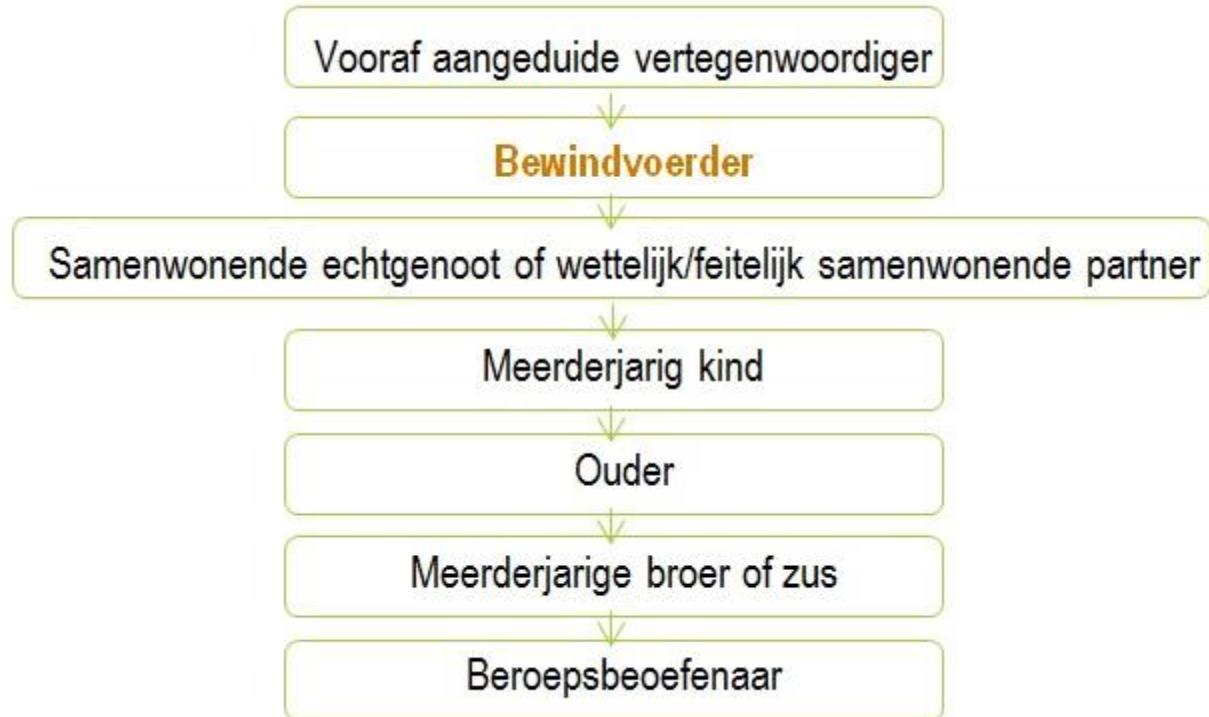 Vooraf aangeduide vertegenwoordiger
Bewindvoerder
Samenwonende echtgenoot of wettelijk/feitelijk samenwonende partner
Meerderjarig kind
Ouder
Meerderjarige broer of zus
Beroepsbeoefenaar